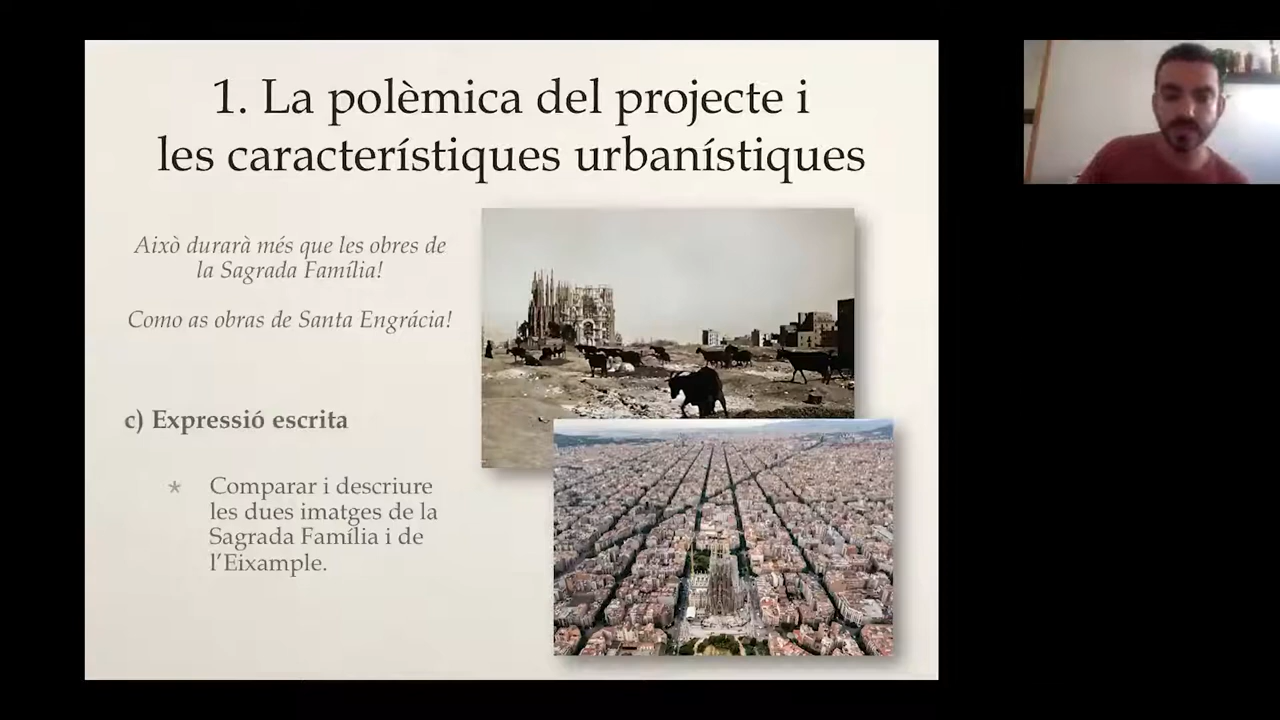 1. La polèmica del projecte i
les característiques urbanístiques
Això durarà més que les obres de
la Sagrada Família!
Como as obras de Santa Engrácia!
c) Expressió escrita
* Comparar i descriure
les dues imatges de la
Sagrada Família i de
l’Eixample.